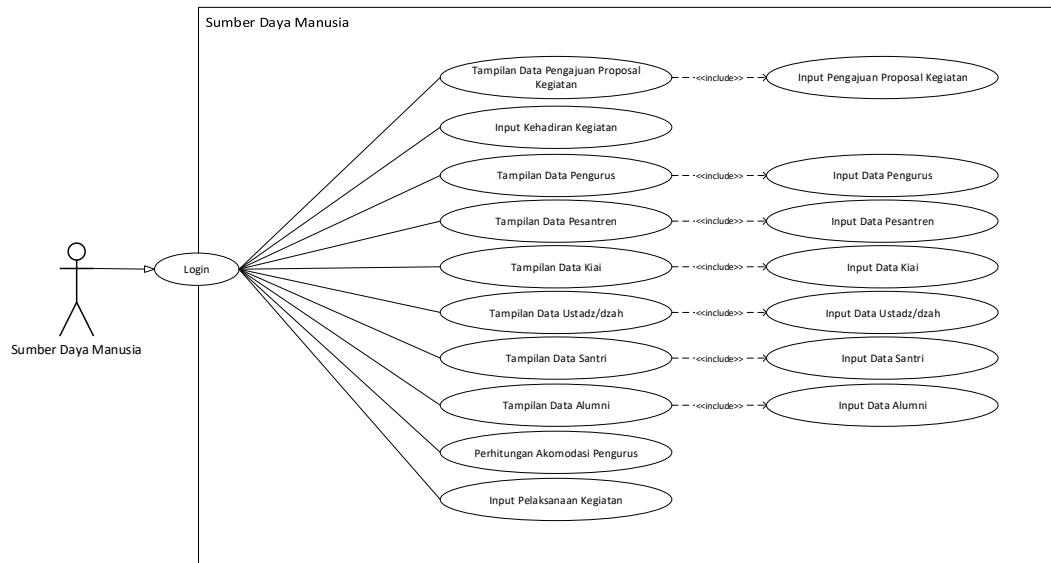 Sumber Daya Manusia
Tampilan Data Pengajuan Proposal
Kegiatan
<<include>>
Input Pengajuan Proposal Kegiatan
Input Kehadiran Kegiatan
Tampilan Data Pengurus
<<include>>
Input Data Pengurus
Tampilan Data Pesantren
<<include>>
Input Data Pesantren
Login
Tampilan Data Kiai
<<include>>
Input Data Kiai
Tampilan Data Ustadz/dzah
<<include>>
Input Data Ustadz/dzah
Sumber Daya Manusia
Tampilan Data Santri
<<include>>
Input Data Santri
Tampilan Data Alumni
<<include>>
Input Data Alumni
Perhitungan Akomodasi Pengurus
Input Pelaksanaan Kegiatan